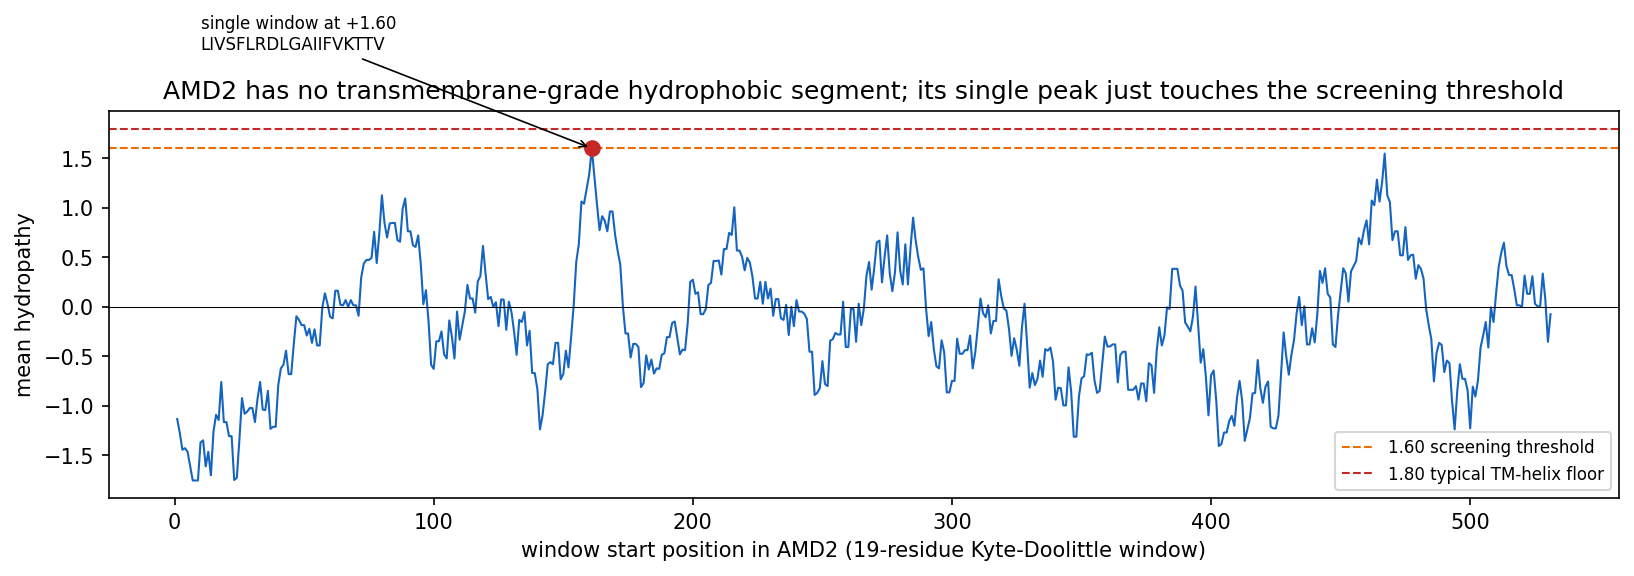 single window at +1.60
LIVSFLRDLGAIIFVKTTV
AMD2 has no transmembrane-grade hydrophobic segment; its single peak just touches the screening threshold
mean hydropathy
1.5
1.0
0.5
0.0
−0.5
−1.0
−1.5
1.60 screening threshold
1.80 typical TM-helix floor
0
100
200
300
400
500
window start position in AMD2 (19-residue Kyte-Doolittle window)